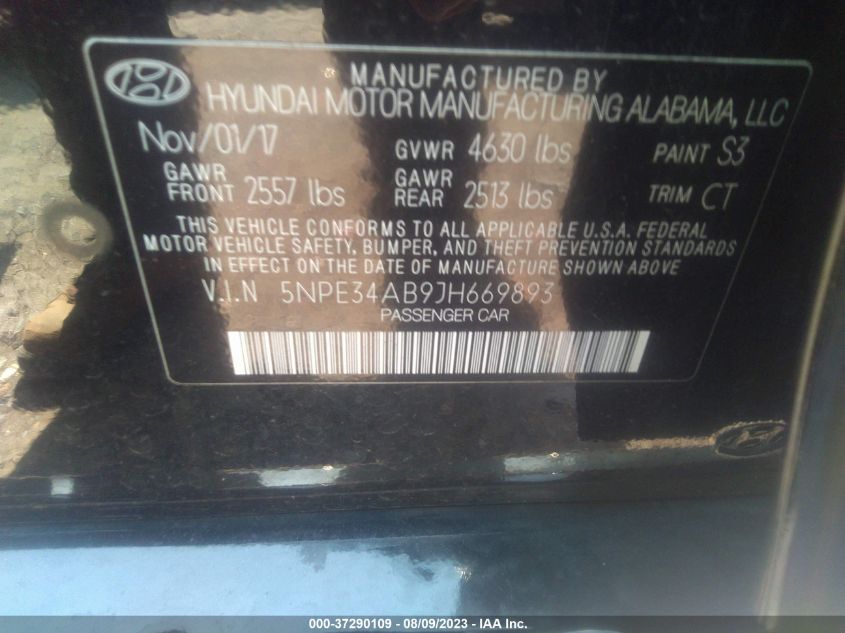 MANUFACTURED BY
HYUNDAI MOTOR MANUFACTURING ALABAMA, LLC
Nov/01/17 GVWR 4630 lbs PAINT S3
GAWR FRONT 2557 lbs GAWR REAR 2513 lbs TRIM CT
THIS VEHICLE CONFORMS TO ALL APPLICABLE U.S.A. FEDERAL
MOTOR VEHICLE SAFETY, BUMPER, AND THEFT PREVENTION STANDARDS
IN EFFECT ON THE DATE OF MANUFACTURE SHOWN ABOVE
V.I.N 5NPE34AB9JH669893
PASSENGER CAR
000-37290109 - 08/09/2023 - IAA Inc.